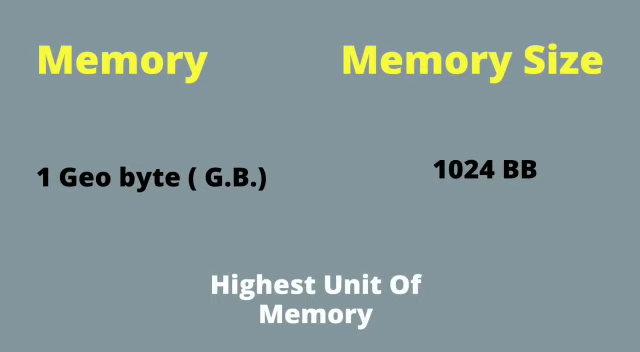 Memory
Memory Size
1 Geo byte ( G.B.)
1024 BB
Highest Unit Of
Memory